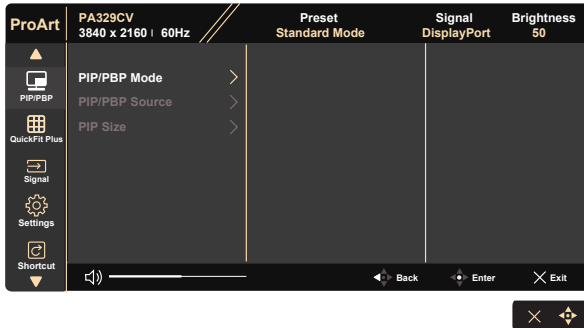 ProArt
PA329CV
3840 x 2160 | 60Hz
Preset
Standard Mode
Signal
DisplayPort
Brightness
50
PIP/PBP
QuickFit Plus
Signal
Settings
Shortcut
PIP/PBP Mode
PIP/PBP Source
PIP Size
Back
Enter
Exit